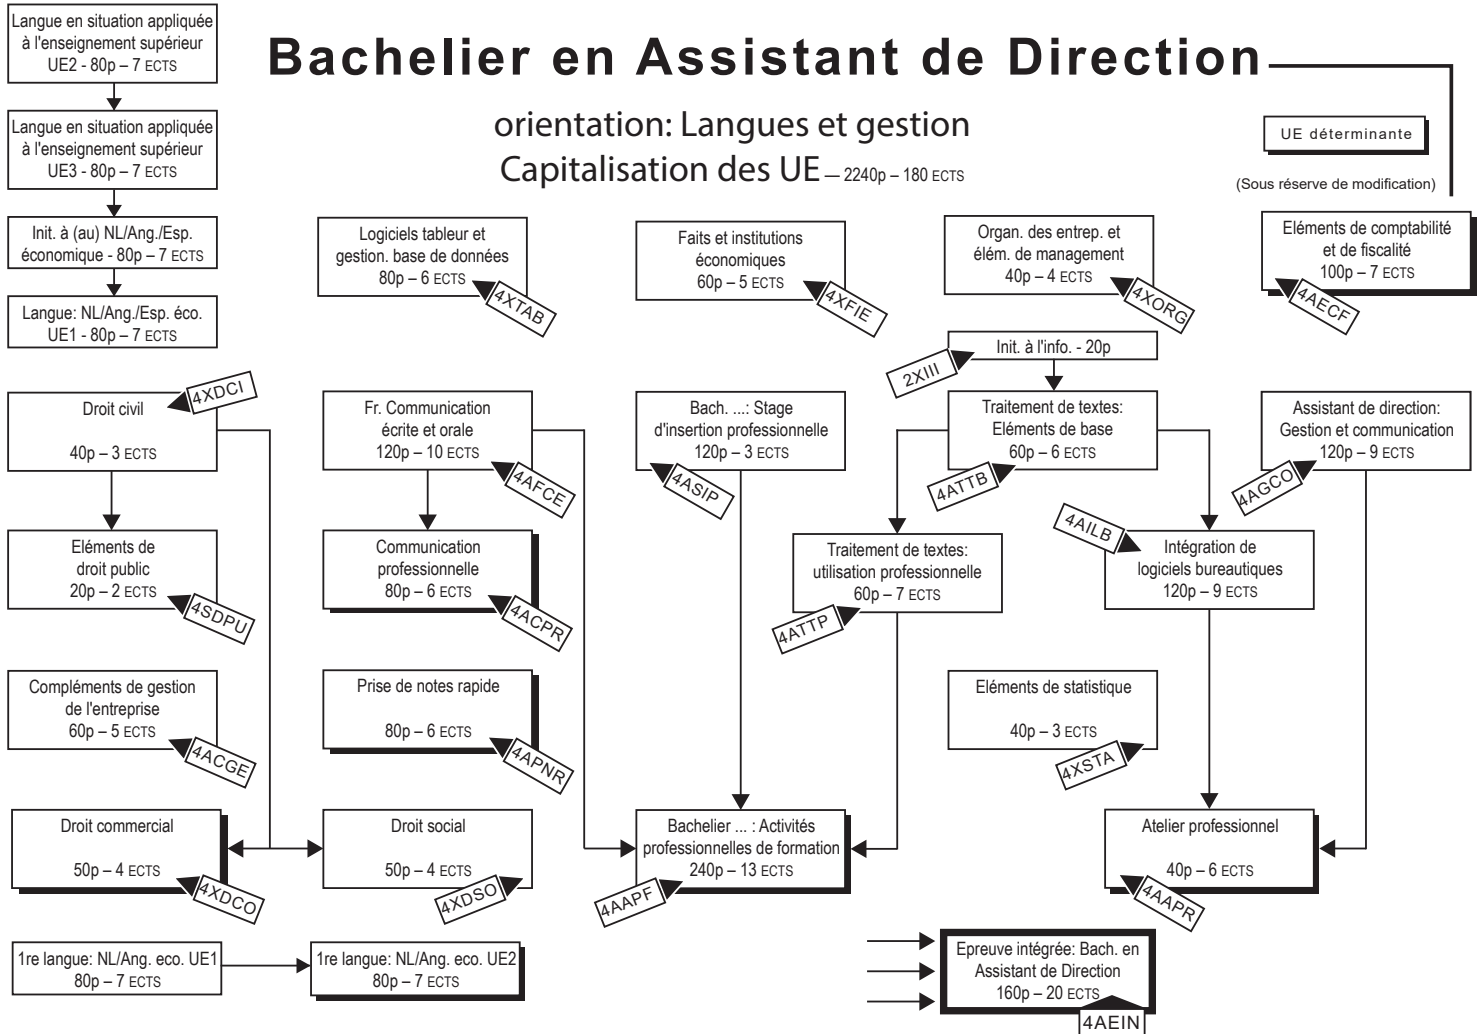 Langue en situation appliquée
à l'enseignement supérieur
UE2 - 80p – 7 ECTS
Bachelier en Assistant de Direction
orientation: Langues et gestion
Capitalisation des UE — 2240p – 180 ECTS
UE déterminante
(Sous réserve de modification)
Langue en situation appliquée
à l'enseignement supérieur
UE3 - 80p – 7 ECTS
Init. à (au) NL/Ang./Esp.
économique - 80p – 7 ECTS
Langue: NL/Ang./Esp. éco.
UE1 - 80p – 7 ECTS
Logiciels tableur et
gestion. base de données
80p – 6 ECTS
4XTAB
Faits et institutions
économiques
60p – 5 ECTS
4XFIE
Organ. des entrep. et
élém. de management
40p – 4 ECTS
4XORG
Eléments de comptabilité
et de fiscalité
100p – 7 ECTS
4AECF
Init. à l'info. - 20p
2XIII
Droit civil
40p – 3 ECTS
4XDCI
Fr. Communication
écrite et orale
120p – 10 ECTS
4AFCE
Bach. ...: Stage
d'insertion professionnelle
120p – 3 ECTS
4ASIP
Traitement de textes:
Eléments de base
60p – 6 ECTS
4ATTB
Assistant de direction:
Gestion et communication
120p – 9 ECTS
4AGCO
Eléments de
droit public
20p – 2 ECTS
4SDPU
Communication
professionnelle
80p – 6 ECTS
4ACPR
Traitement de textes:
utilisation professionnelle
60p – 7 ECTS
4ATTP
4AILB
Intégration de
logiciels bureautiques
120p – 9 ECTS
Compléments de gestion
de l'entreprise
60p – 5 ECTS
4ACGE
Prise de notes rapide
80p – 6 ECTS
4APNR
Eléments de statistique
40p – 3 ECTS
4XSTA
Droit commercial
50p – 4 ECTS
4XDCO
Droit social
50p – 4 ECTS
4XDSO
Bachelier ... : Activités
professionnelles de formation
240p – 13 ECTS
4AAPF
Atelier professionnel
40p – 6 ECTS
4AAPR
1re langue: NL/Ang. eco. UE1
80p – 7 ECTS
1re langue: NL/Ang. eco. UE2
80p – 7 ECTS
Epreuve intégrée: Bach. en
Assistant de Direction
160p – 20 ECTS
4AEIN